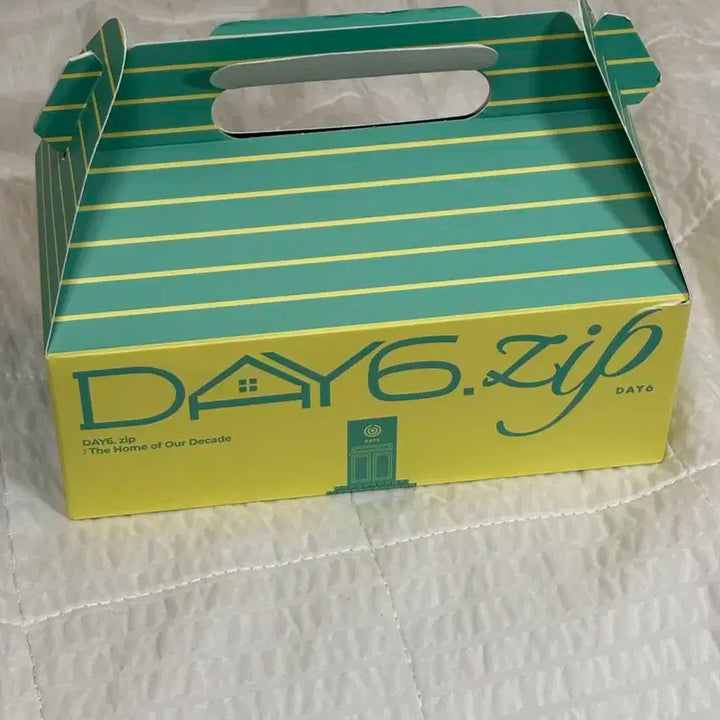 DAY6.zip
DAY6
DAY6.zip
: The Home of Our Decade
DAY6